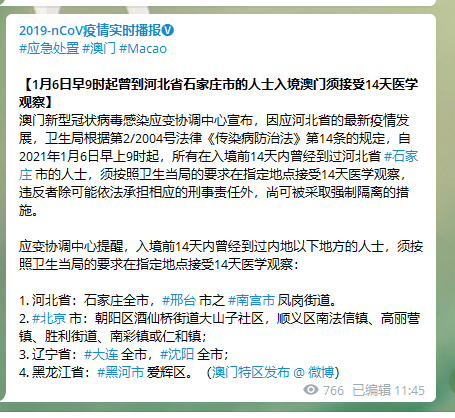 2019-nCoV疫情实时播报
#应急处置 #澳门 #Macao
【1月6日早9时起曾到河北省石家庄市的人士入境澳门须接受14天医学
观察】
澳门新型冠状病毒感染应变协调中心宣布，因应河北省的最新疫情发
展，卫生局根据第2/2004号法律《传染病防治法》第14条的规定，自
2021年1月6日早上9时起，所有在入境前14天内曾经到过河北省 #石家
庄 市的人士，须按照卫生当局的要求在指定地点接受14天医学观察，
违反者除可能依法承担相应的刑事责任外，尚可被采取强制隔离的措
施。
应变协调中心提醒，入境前14天内曾经到过内地以下地方的人士，须按
照卫生当局的要求在指定地点接受14天医学观察：
1. 河北省：石家庄全市，#邢台 市之 #南宫市 凤岗街道。
2. #北京 市：朝阳区酒仙桥街道大山子社区，顺义区南法信镇、高丽营
镇、胜利街道、南彩镇或仁和镇；
3. 辽宁省：#大连 全市，#沈阳 全市；
4. 黑龙江省：#黑河市 爱辉区。（澳门特区发布 @ 微博）
766 已编辑 11:45